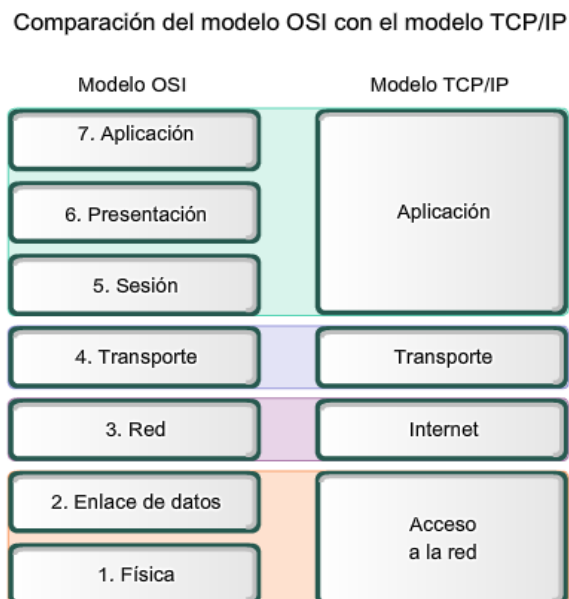 Comparación del modelo OSI con el modelo TCP/IP
Modelo OSI
Modelo TCP/IP
7. Aplicación
6. Presentación
5. Sesión
Aplicación
4. Transporte
Transporte
3. Red
Internet
2. Enlace de datos
1. Física
Acceso
a la red